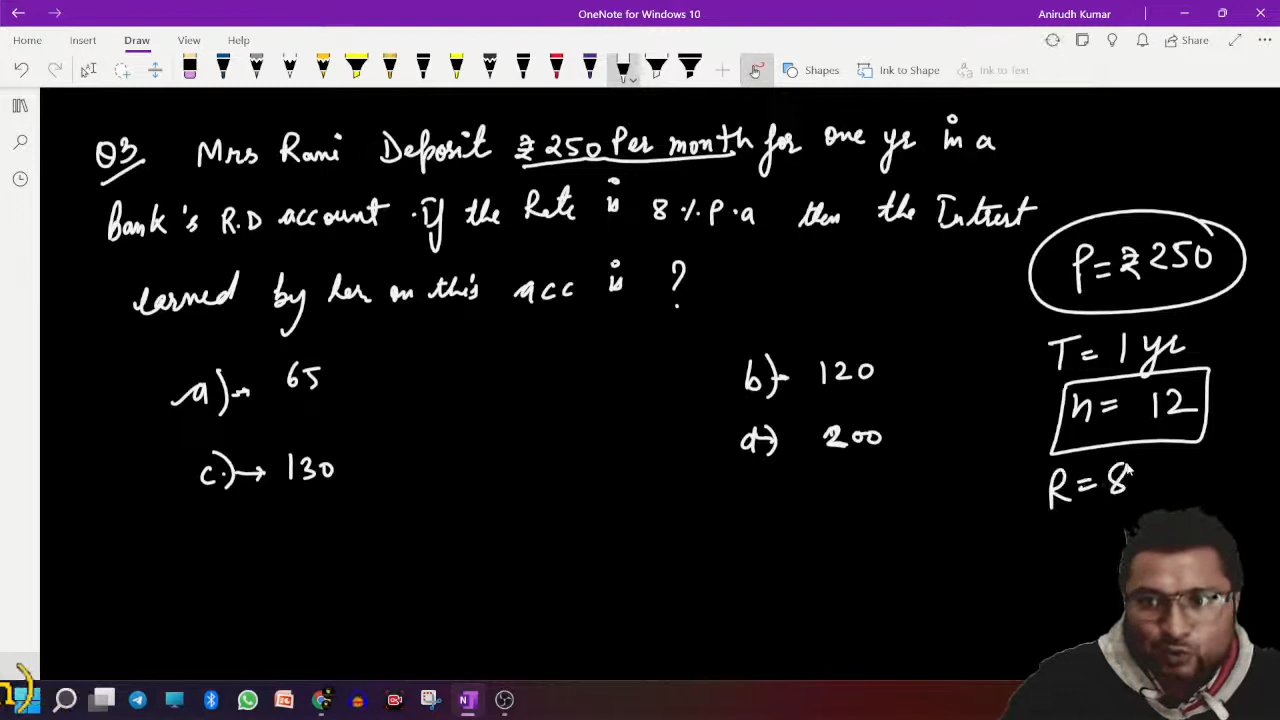 OneNote for Windows 10
Anirudh Kumar
Home Insert Draw View Help
Share
Shapes Ink to Shape Ink to Text
Q3 Mrs Rani Deposit ₹ 250 Per month for one yr in a
Bank's R.D account . If the Rate is 8 % P.a then the Intrest
earned by her on this acc is ?
a)→ 65
b)→ 120
c.)→ 130
d→) 200
P = ₹ 250
T = 1 yr
n = 12
R = 8